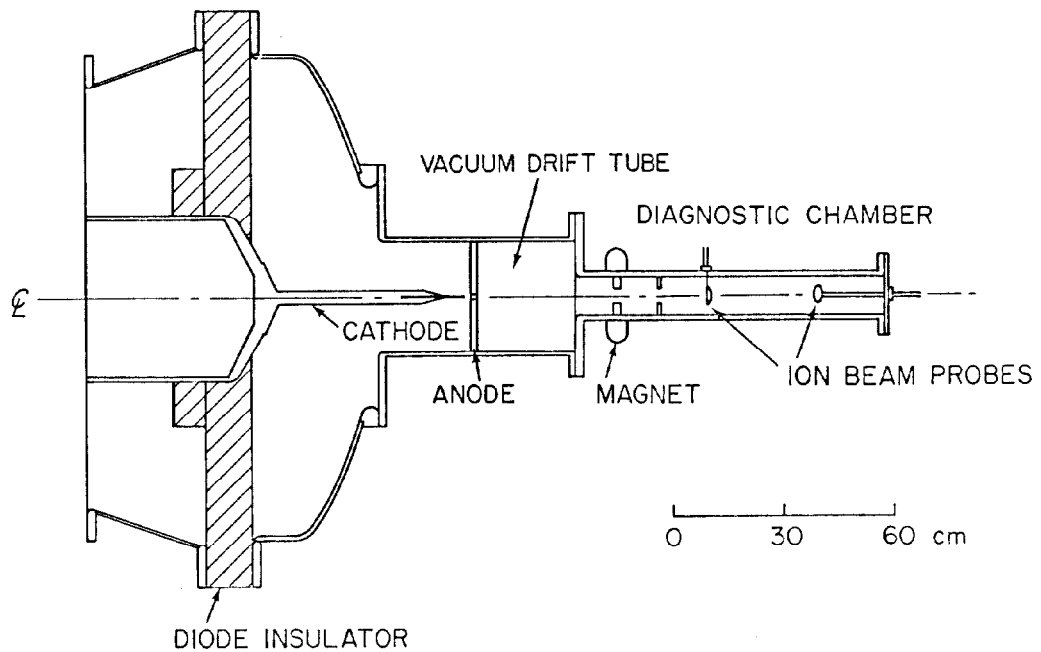 VACUUM DRIFT TUBE
DIAGNOSTIC CHAMBER
℄
CATHODE
ANODE
MAGNET
ION BEAM PROBES
0 30 60 cm
DIODE INSULATOR